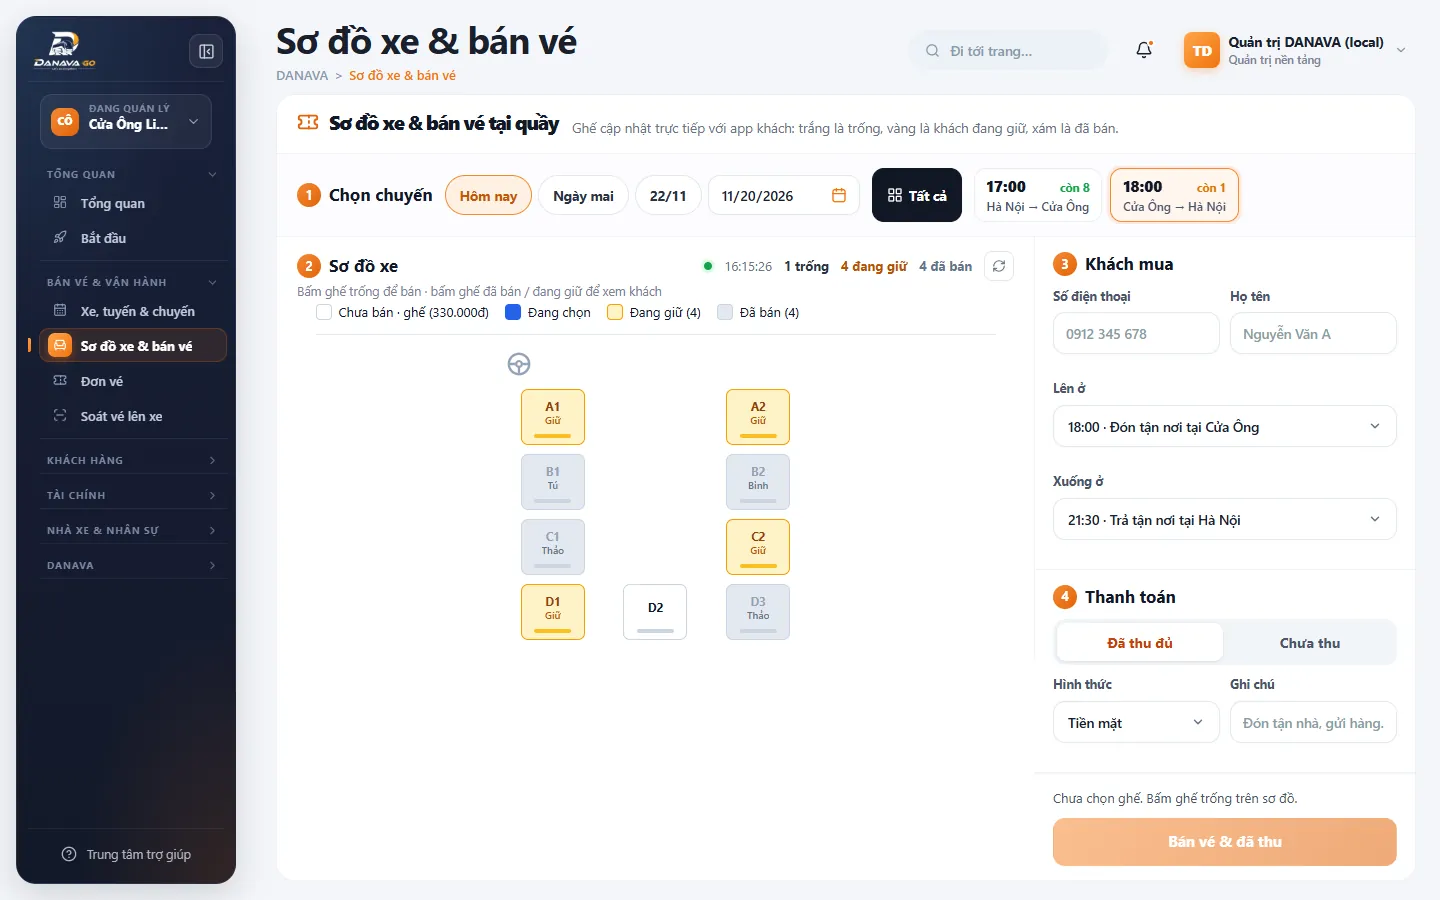 DANAVA GO
ĐANG QUẢN LÝ
CÔ
Cửa Ông Li...
TỔNG QUAN
Tổng quan
Bắt đầu
BÁN VÉ & VẬN HÀNH
Xe, tuyến & chuyến
Sơ đồ xe & bán vé
Đơn vé
Soát vé lên xe
KHÁCH HÀNG
TÀI CHÍNH
NHÀ XE & NHÂN SỰ
DANAVA
Trung tâm trợ giúp
Sơ đồ xe & bán vé
DANAVA > Sơ đồ xe & bán vé
Đi tới trang...
TD
Quản trị DANAVA (local)
Quản trị nền tảng
Sơ đồ xe & bán vé tại quầy
Ghế cập nhật trực tiếp với app khách: trắng là trống, vàng là khách đang giữ, xám là đã bán.
1 Chọn chuyến
Hôm nay
Ngày mai
22/11
11/20/2026
Tất cả
17:00 còn 8
Hà Nội → Cửa Ông
18:00 còn 1
Cửa Ông → Hà Nội
2 Sơ đồ xe
16:15:26 1 trống 4 đang giữ 4 đã bán
Bấm ghế trống để bán · bấm ghế đã bán / đang giữ để xem khách
Chưa bán · ghế (330.000đ) Đang chọn Đang giữ (4) Đã bán (4)
A1
Giữ
A2
Giữ
B1
Tú
B2
Bình
C1
Thảo
C2
Giữ
D1
Giữ
D2
D3
Thảo
3 Khách mua
Số điện thoại
0912 345 678
Họ tên
Nguyễn Văn A
Lên ở
18:00 · Đón tận nơi tại Cửa Ông
Xuống ở
21:30 · Trả tận nơi tại Hà Nội
4 Thanh toán
Đã thu đủ
Chưa thu
Hình thức
Tiền mặt
Ghi chú
Đón tận nhà, gửi hàng.
Chưa chọn ghế. Bấm ghế trống trên sơ đồ.
Bán vé & đã thu